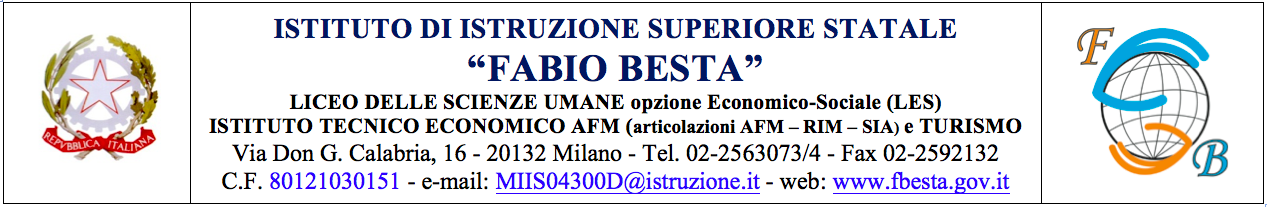 ISTITUTO DI ISTRUZIONE SUPERIORE STATALE
“FABIO BESTA”
LICEO DELLE SCIENZE UMANE opzione Economico-Sociale (LES)
ISTITUTO TECNICO ECONOMICO AFM (articolazioni AFM – RIM – SIA) e TURISMO
Via Don G. Calabria, 16 - 20132 Milano - Tel. 02-2563073/4 - Fax 02-2592132
C.F. 80121030151 - e-mail: MIIS04300D@istruzione.it - web: www.fbesta.gov.it
REPVBBLICA ITALIANA
F
B